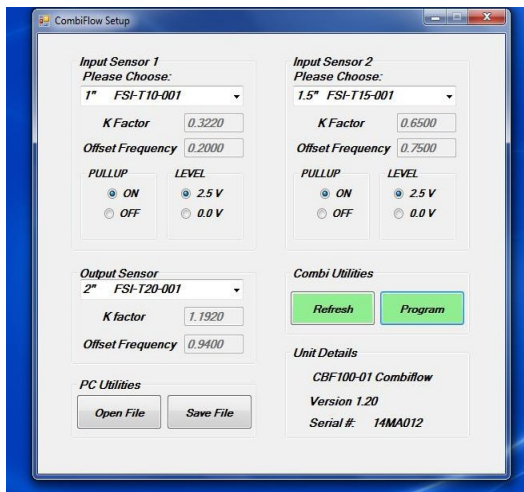 CombiFlow Setup
Input Sensor 1
Please Choose:
1" FSI-T10-001
K Factor 0.3220
Offset Frequency 0.2000
PULLUP LEVEL
ON 2.5 V
OFF 0.0 V
Input Sensor 2
Please Choose:
1.5" FSI-T15-001
K Factor 0.6500
Offset Frequency 0.7500
PULLUP LEVEL
ON 2.5 V
OFF 0.0 V
Output Sensor
2" FSI-T20-001
K factor 1.1920
Offset Frequency 0.9400
Combi Utilities
Refresh Program
PC Utilities
Open File Save File
Unit Details
CBF100-01 Combiflow
Version 1.20
Serial #: 14MA012